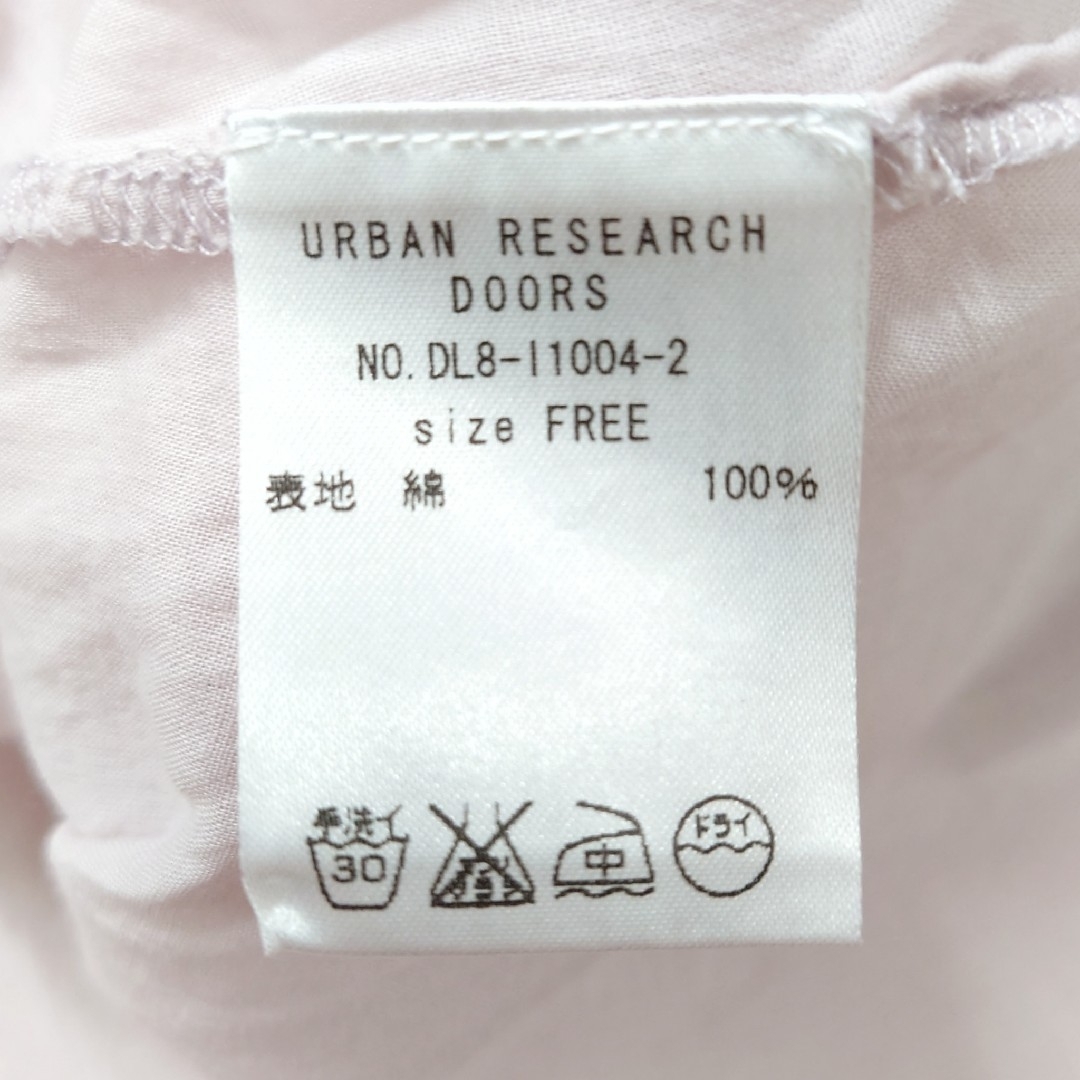 URBAN RESEARCH
DOORS
NO. DL8-I1004-2
size FREE
表地 綿 100%
手洗イ 30 中 ドライ